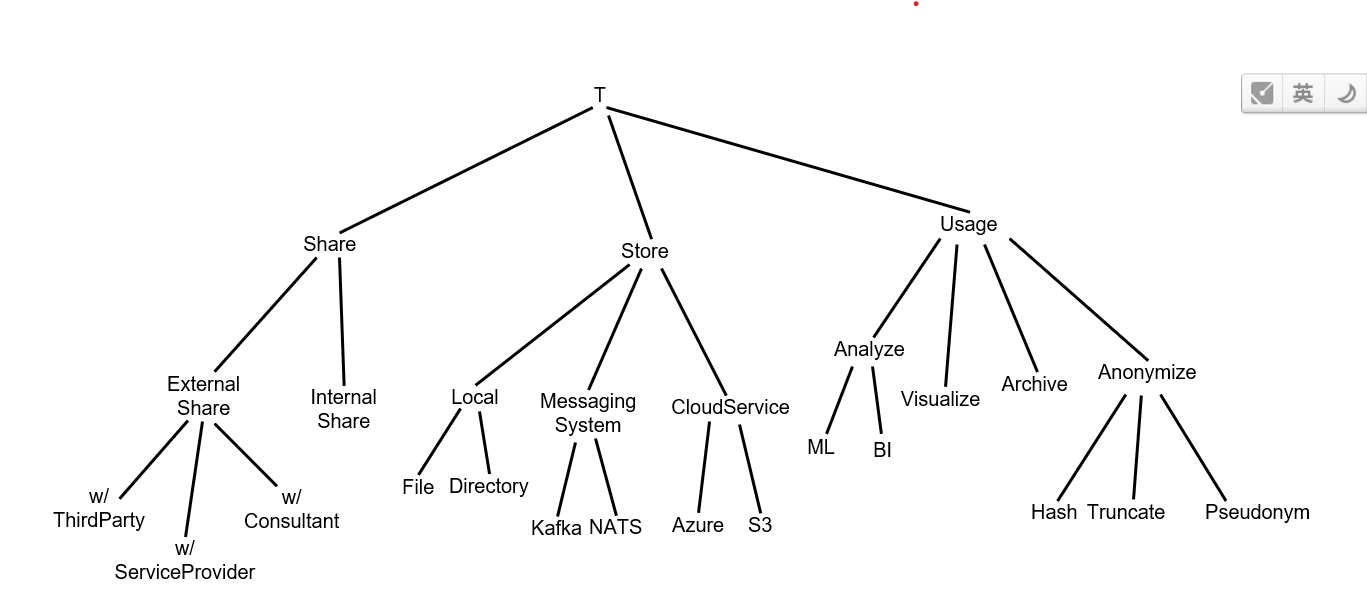 T
英
Share
Store
Usage
External
Share
Internal
Share
Local
Messaging
System
CloudService
Analyze
Visualize
Archive
Anonymize
w/
ThirdParty
w/
ServiceProvider
w/
Consultant
File
Directory
Kafka
NATS
Azure
S3
ML
BI
Hash
Truncate
Pseudonym